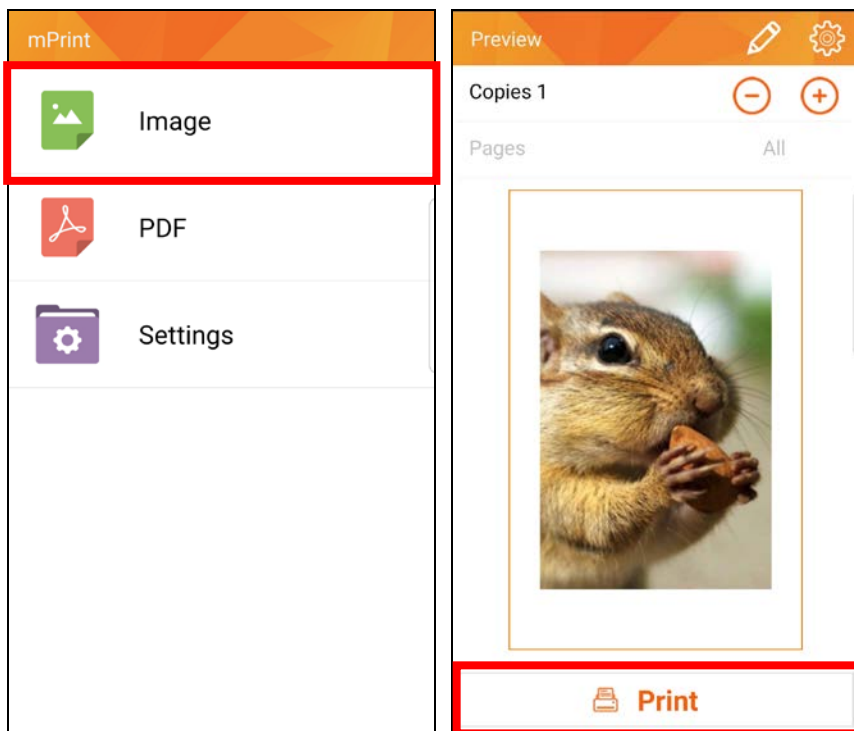 mPrint
Image
PDF
Settings
Preview
Copies 1
Pages All
Print